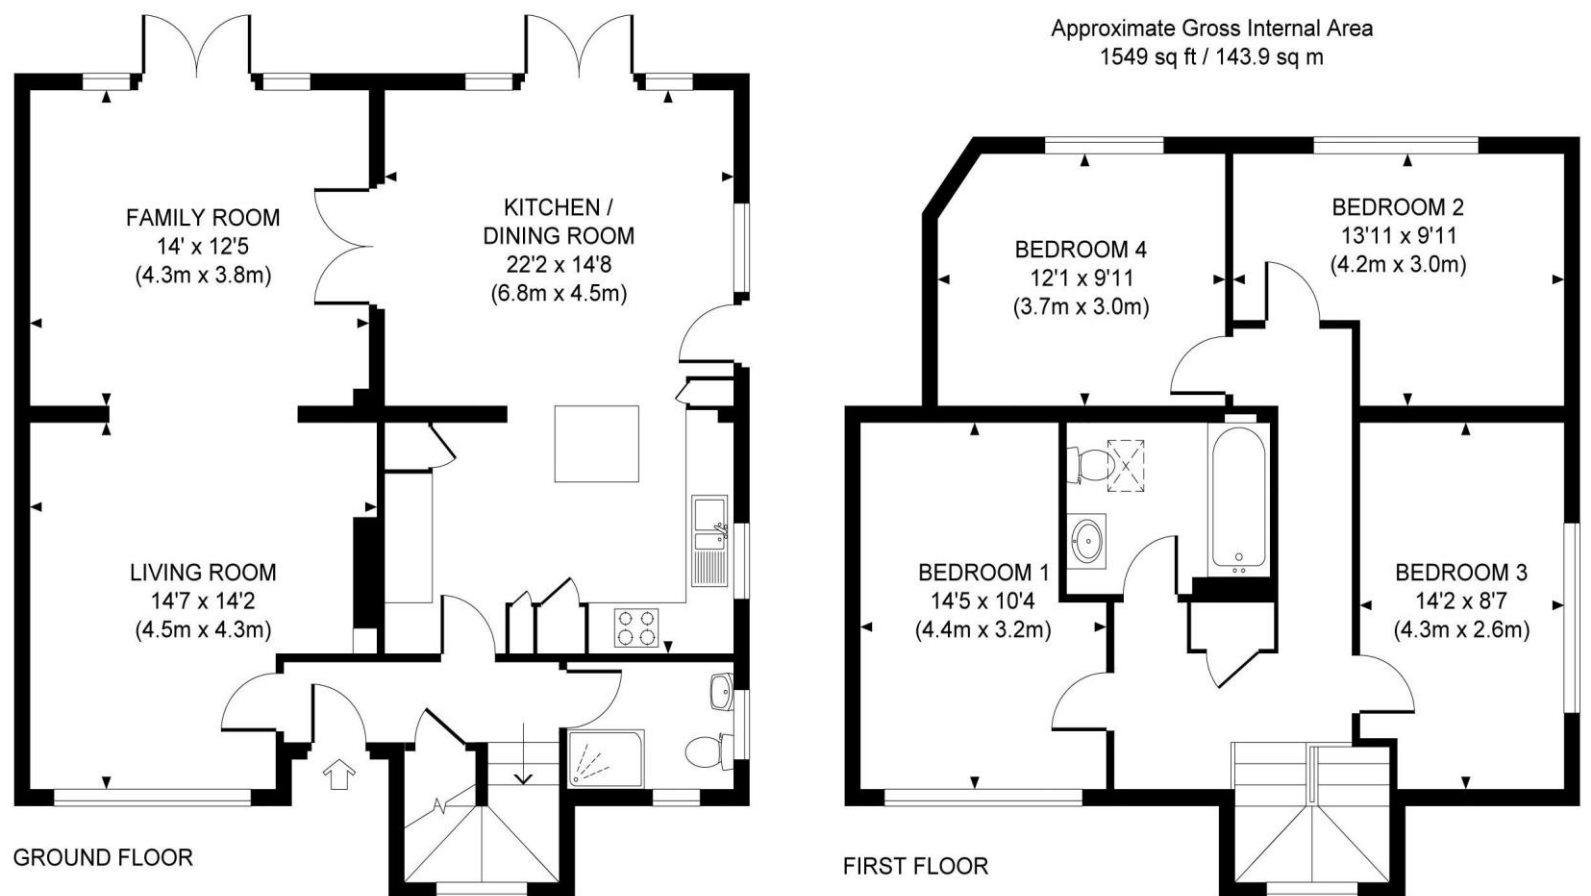 Approximate Gross Internal Area
1549 sq ft / 143.9 sq m
FAMILY ROOM
14' x 12'5
(4.3m x 3.8m)
KITCHEN /
DINING ROOM
22'2 x 14'8
(6.8m x 4.5m)
LIVING ROOM
14'7 x 14'2
(4.5m x 4.3m)
GROUND FLOOR
BEDROOM 4
12'1 x 9'11
(3.7m x 3.0m)
BEDROOM 2
13'11 x 9'11
(4.2m x 3.0m)
BEDROOM 1
14'5 x 10'4
(4.4m x 3.2m)
BEDROOM 3
14'2 x 8'7
(4.3m x 2.6m)
FIRST FLOOR